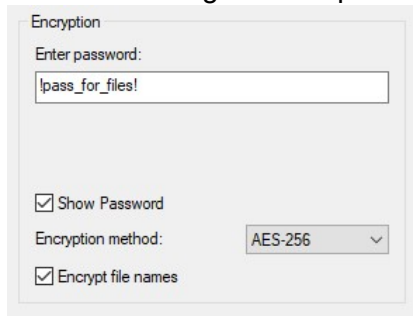 Encryption
Enter password:
!pass_for_files!
Show Password
Encryption method: AES-256
Encrypt file names